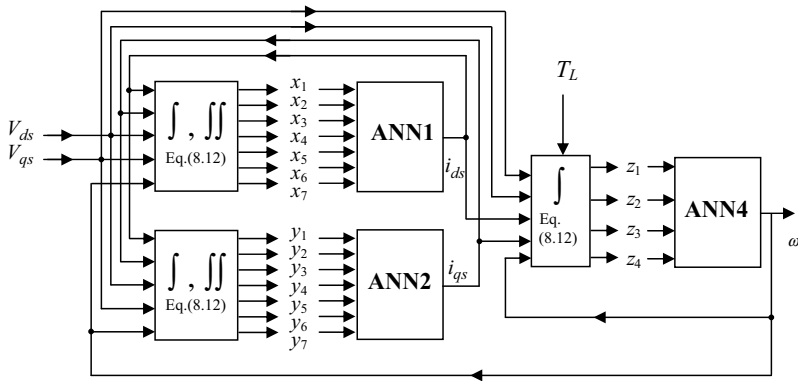 V_ds
V_qs
∫ , ∬
Eq.(8.12)
x_1
x_2
x_3
x_4
x_5
x_6
x_7
ANN1
i_ds
∫ , ∬
Eq.(8.12)
y_1
y_2
y_3
y_4
y_5
y_6
y_7
ANN2
i_qs
T_L
∫
Eq.
(8.12)
z_1
z_2
z_3
z_4
ANN4
ω